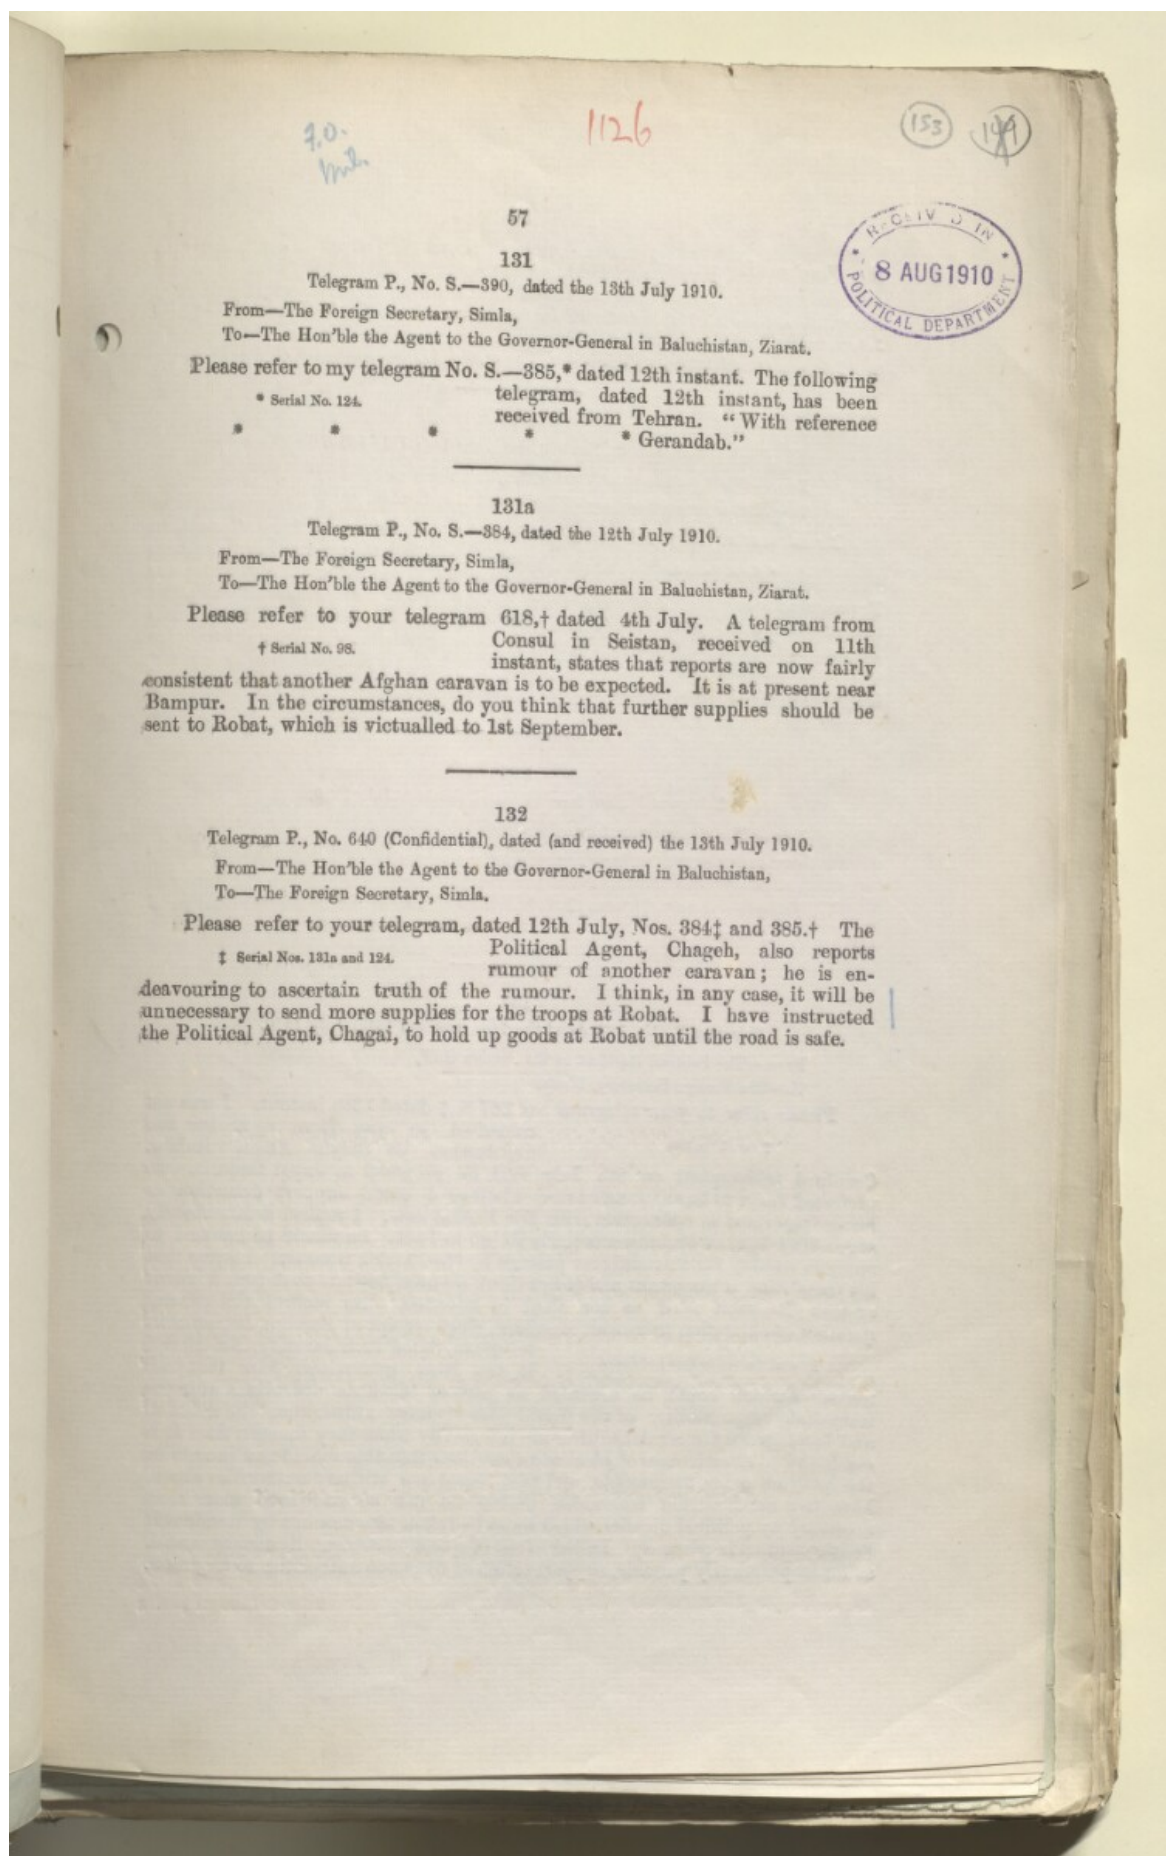 F.O.
1126
153
149
57
RECEIVED IN
8 AUG 1910
POLITICAL DEPARTMENT
131
Telegram P., No. S.—390, dated the 13th July 1910.
From—The Foreign Secretary, Simla,
To—The Hon'ble the Agent to the Governor-General in Baluchistan, Ziarat.
Please refer to my telegram No. S.—385,* dated 12th instant. The following
* Serial No. 124.
telegram, dated 12th instant, has been
received from Tehran. “With reference
* * * * * Gerandab.”
131a
Telegram P., No. S.—384, dated the 12th July 1910.
From—The Foreign Secretary, Simla,
To—The Hon'ble the Agent to the Governor-General in Baluchistan, Ziarat.
Please refer to your telegram 618,† dated 4th July. A telegram from
† Serial No. 98.
Consul in Seistan, received on 11th
instant, states that reports are now fairly
consistent that another Afghan caravan is to be expected. It is at present near
Bampur. In the circumstances, do you think that further supplies should be
sent to Robat, which is victualled to 1st September.
132
Telegram P., No. 640 (Confidential), dated (and received) the 13th July 1910.
From—The Hon'ble the Agent to the Governor-General in Baluchistan,
To—The Foreign Secretary, Simla.
Please refer to your telegram, dated 12th July, Nos. 384‡ and 385.† The
‡ Serial Nos. 131a and 124.
Political Agent, Chageh, also reports
rumour of another caravan; he is en-
deavouring to ascertain truth of the rumour. I think, in any case, it will be
unnecessary to send more supplies for the troops at Robat. I have instructed
the Political Agent, Chagai, to hold up goods at Robat until the road is safe.